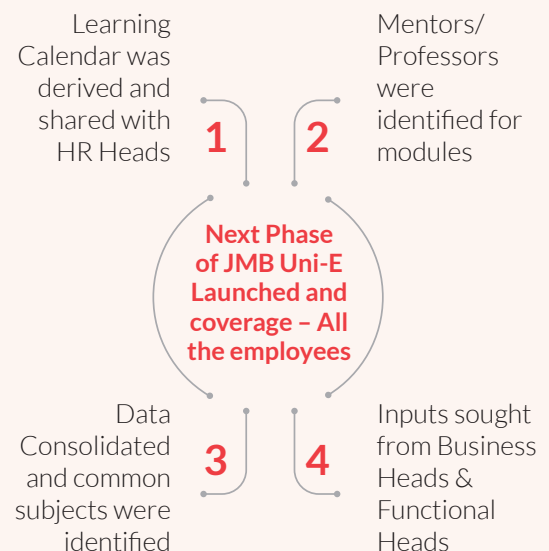 Learning
Calendar was
derived and
shared with
HR Heads
1
2
Mentors/
Professors
were
identified for
modules
Next Phase
of JMB Uni-E
Launched and
coverage – All
the employees
Data
Consolidated
and common
subjects were
identified
3
4
Inputs sought
from Business
Heads &
Functional
Heads